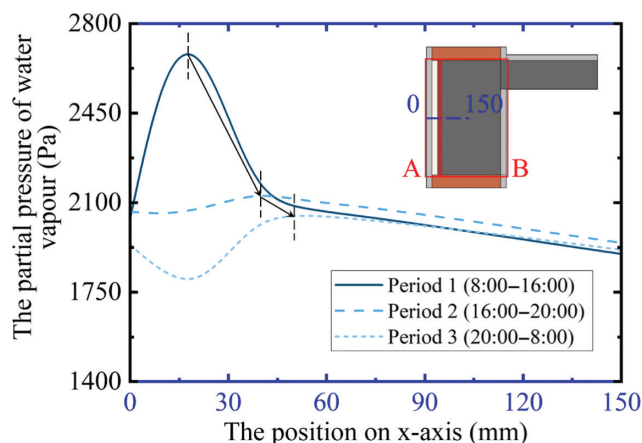 2800
2450
2100
1750
1400
The partial pressure of water
vapour (Pa)
0
150
A
B
Period 1 (8:00–16:00)
Period 2 (16:00–20:00)
Period 3 (20:00–8:00)
0 30 60 90 120 150
The position on x-axis (mm)